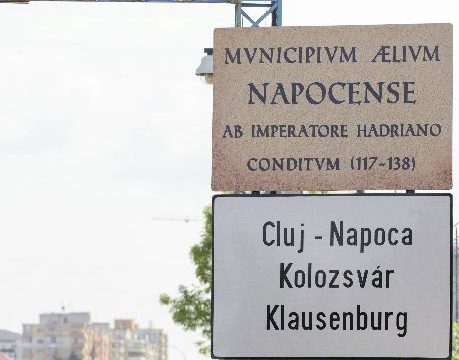 MVNICIPIVM ÆLIVM
NAPOCENSE
AB IMPERATORE HADRIANO
CONDITVM (117-138)
Cluj - Napoca
Kolozsvár
Klausenburg